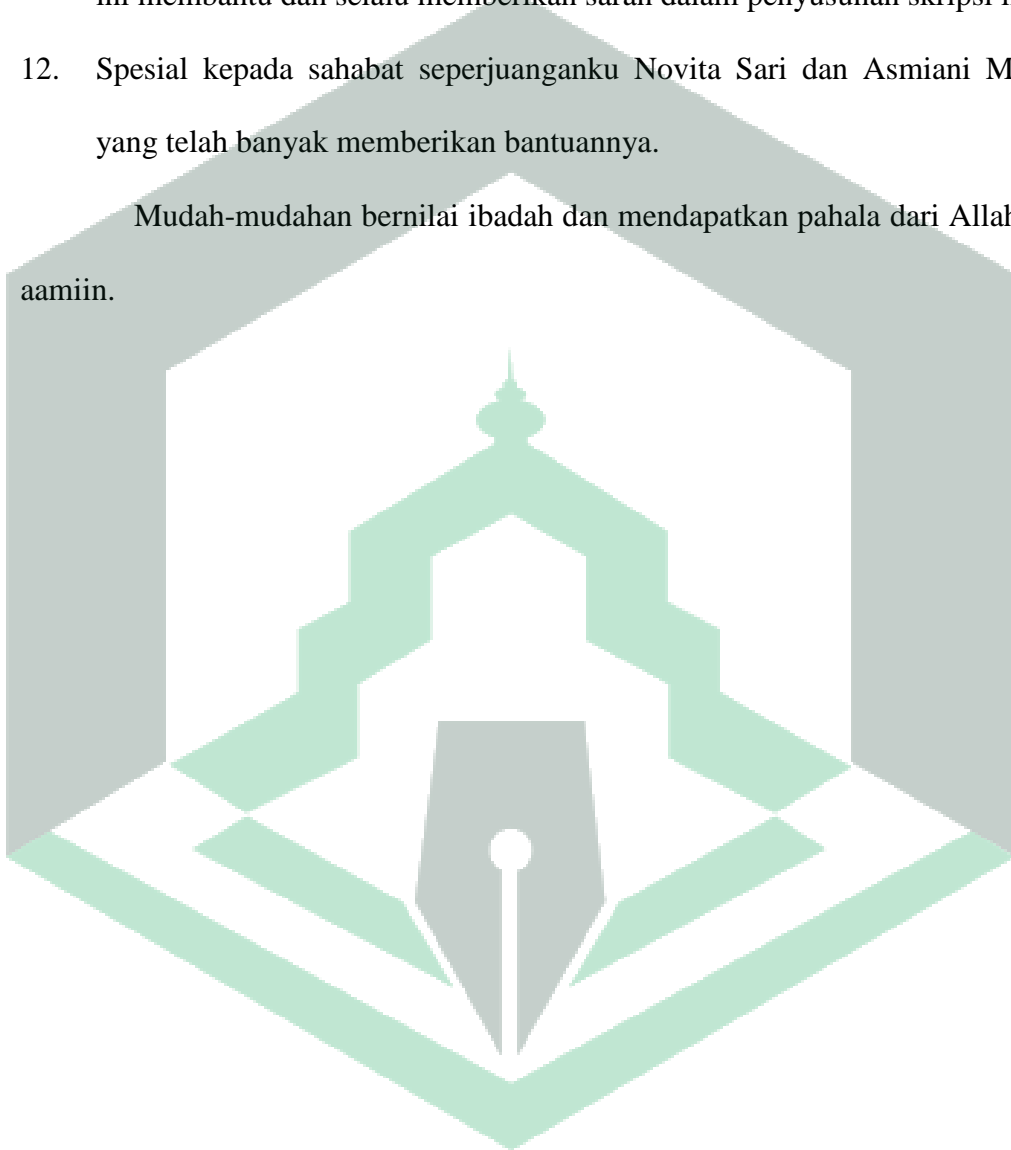 ini membantu dan selalu memberikan saran dalam penyusunan skripsi
12. Spesial kepada sahabat seperjuanganku Novita Sari dan Asmiani
yang telah banyak memberikan bantuannya.
Mudah-mudahan bernilai ibadah dan mendapatkan pahala dari Allah
aamiin.